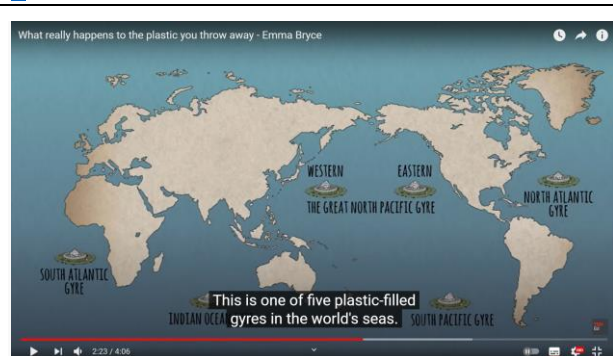 What really happens to the plastic you throw away - Emma Bryce
WESTERN
EASTERN
THE GREAT NORTH PACIFIC GYRE
NORTH ATLANTIC
GYRE
SOUTH ATLANTIC
GYRE
INDIAN OCEA
SOUTH PACIFIC GYRE
This is one of five plastic-filled
gyres in the world's seas.
2:23 / 4:06